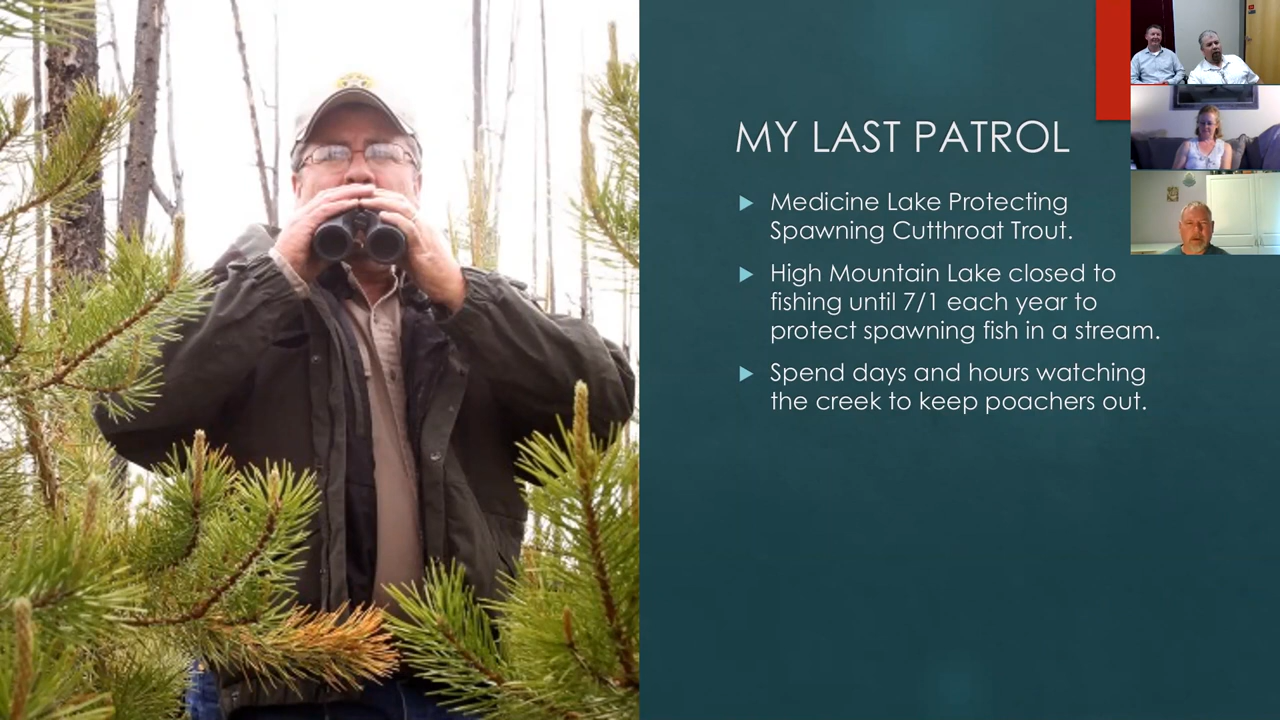 MY LAST PATROL
Medicine Lake Protecting
Spawning Cutthroat Trout.
High Mountain Lake closed to
fishing until 7/1 each year to
protect spawning fish in a stream.
Spend days and hours watching
the creek to keep poachers out.